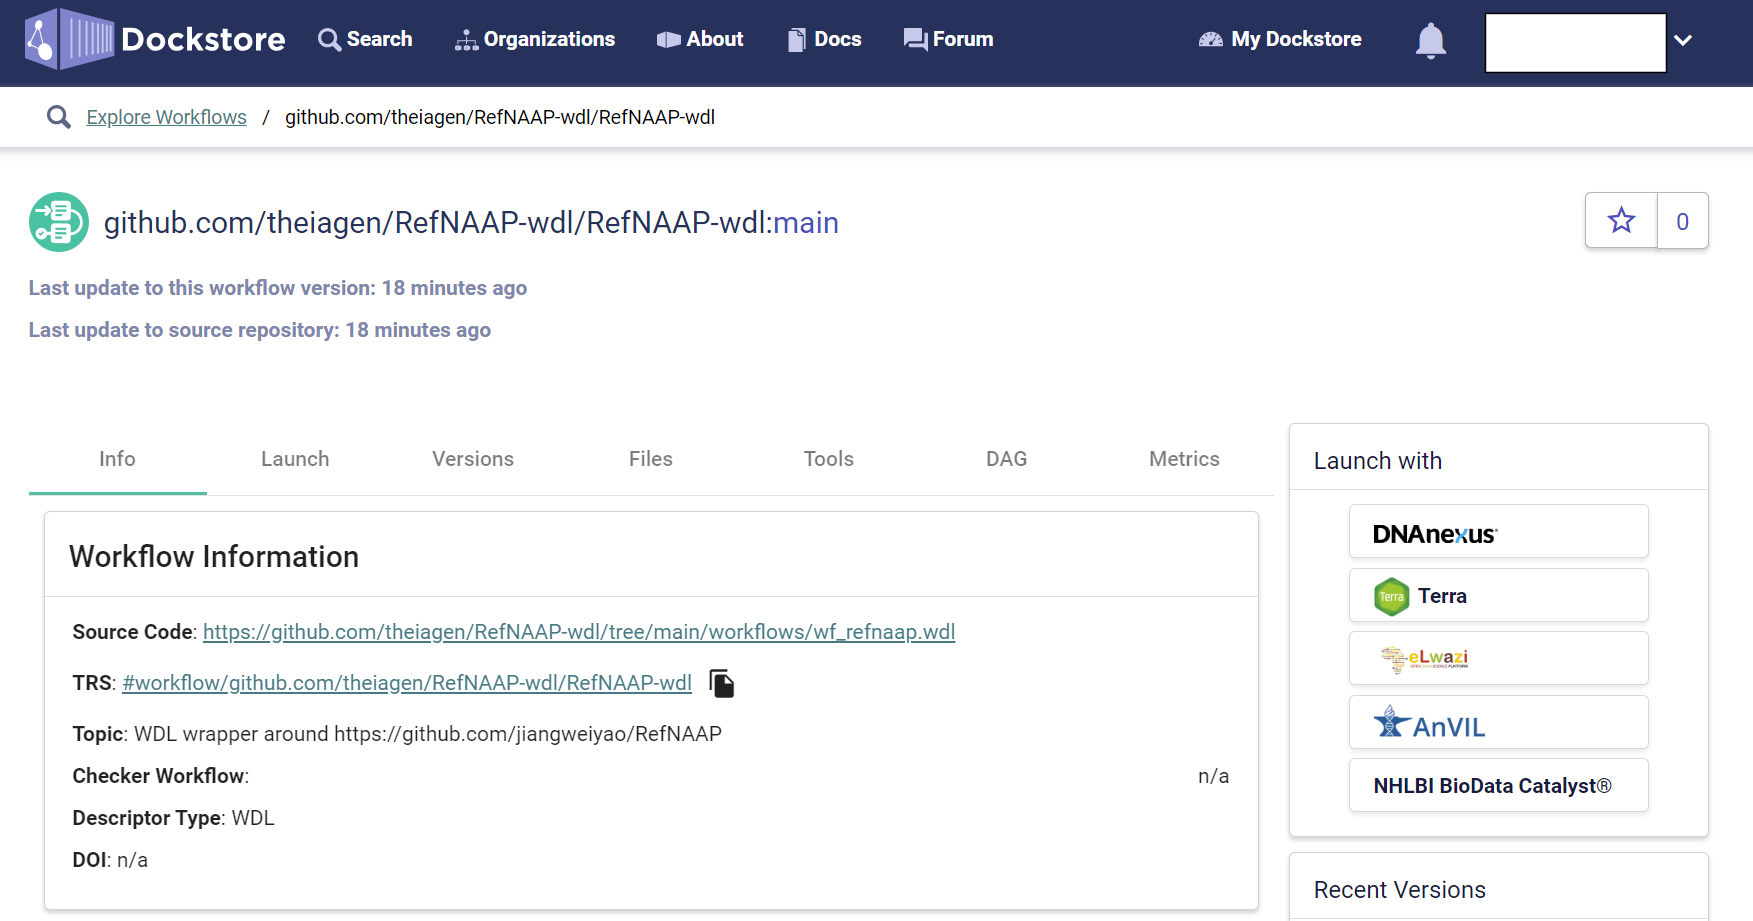 Dockstore Search Organizations About Docs Forum My Dockstore
Explore Workflows / github.com/theiagen/RefNAAP-wdl/RefNAAP-wdl
github.com/theiagen/RefNAAP-wdl/RefNAAP-wdl:main
0
Last update to this workflow version: 18 minutes ago
Last update to source repository: 18 minutes ago
Info Launch Versions Files Tools DAG Metrics
Workflow Information
Source Code: https://github.com/theiagen/RefNAAP-wdl/tree/main/workflows/wf_refnaap.wdl
TRS: #workflow/github.com/theiagen/RefNAAP-wdl/RefNAAP-wdl
Topic: WDL wrapper around https://github.com/jiangweiyao/RefNAAP
Checker Workflow: n/a
Descriptor Type: WDL
DOI: n/a
Launch with
DNAnexus
Terra Terra
eLwazi
OPEN DATA SCIENCE PLATFORM
AnVIL
NHLBI BioData Catalyst®
Recent Versions